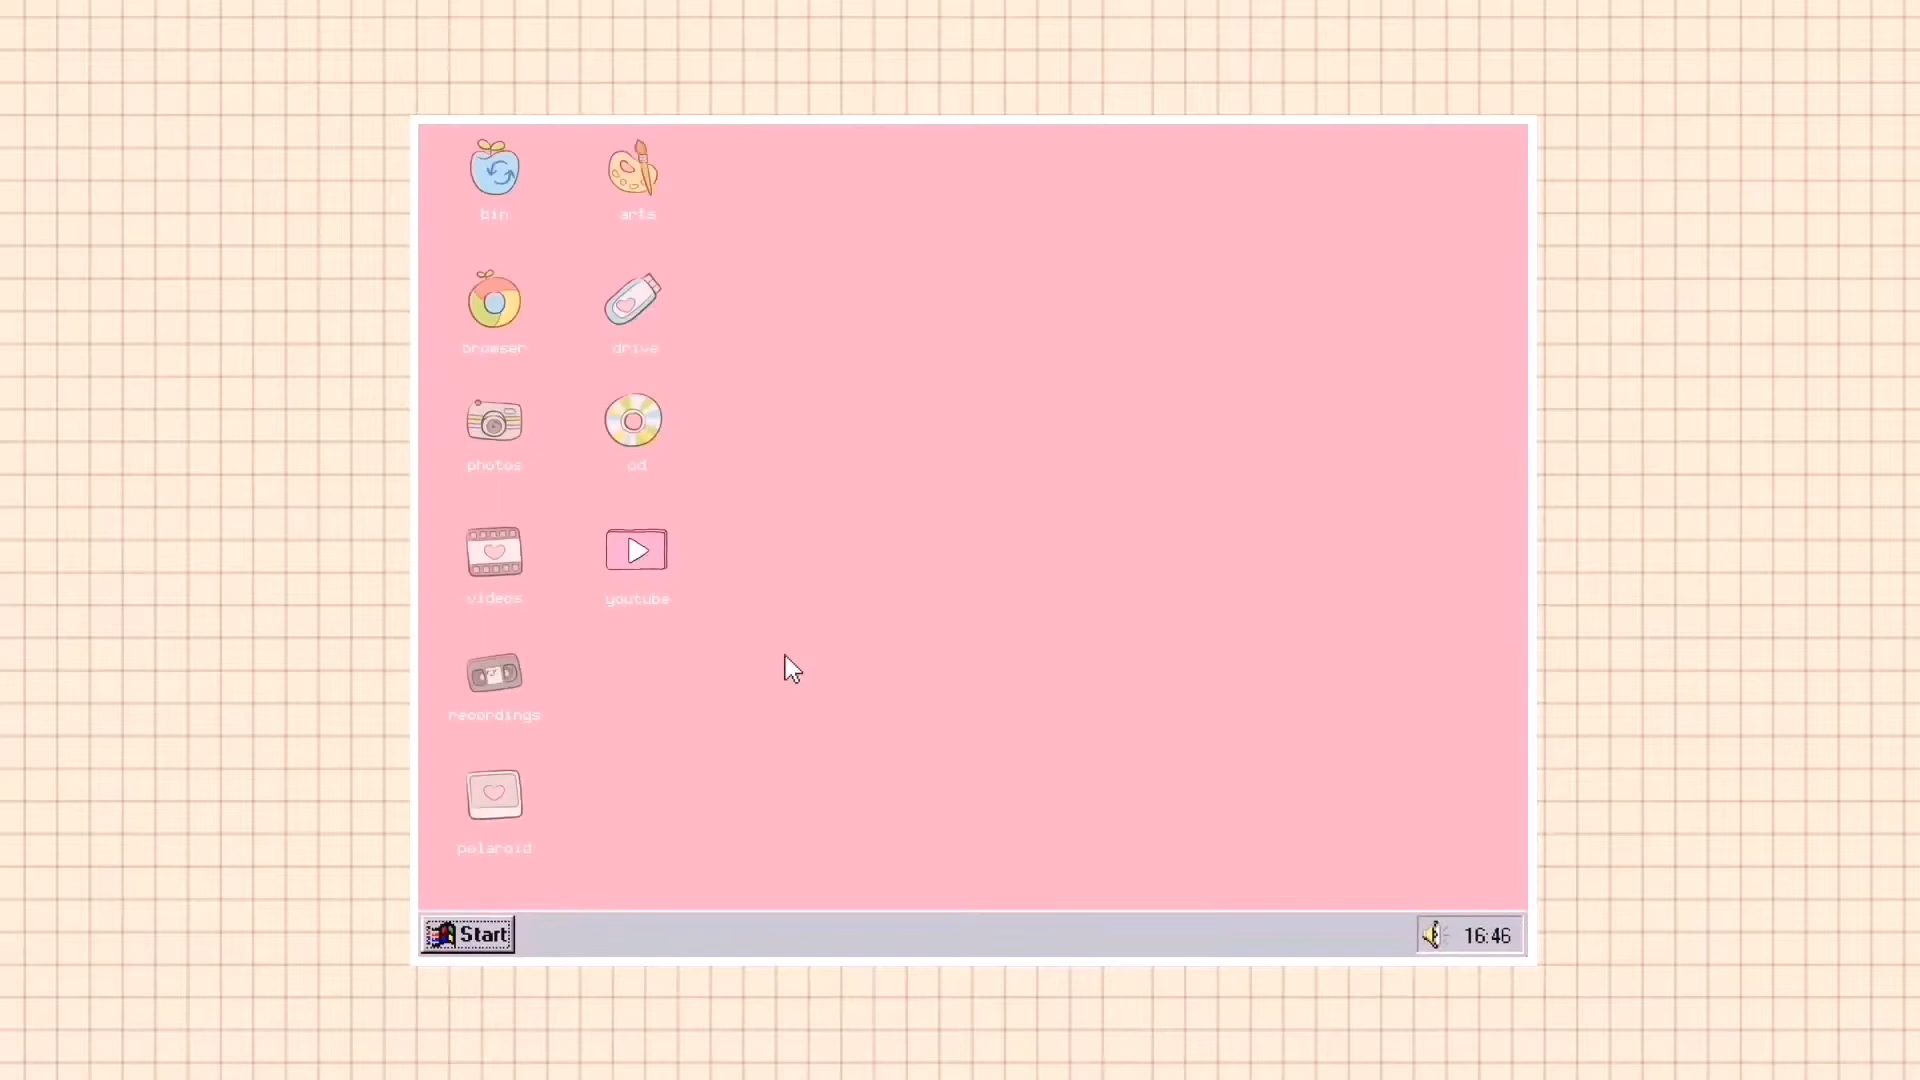 bin
arts
browser
drive
photos
cd
videos
youtube
recordings
polaroid
Start
16:46